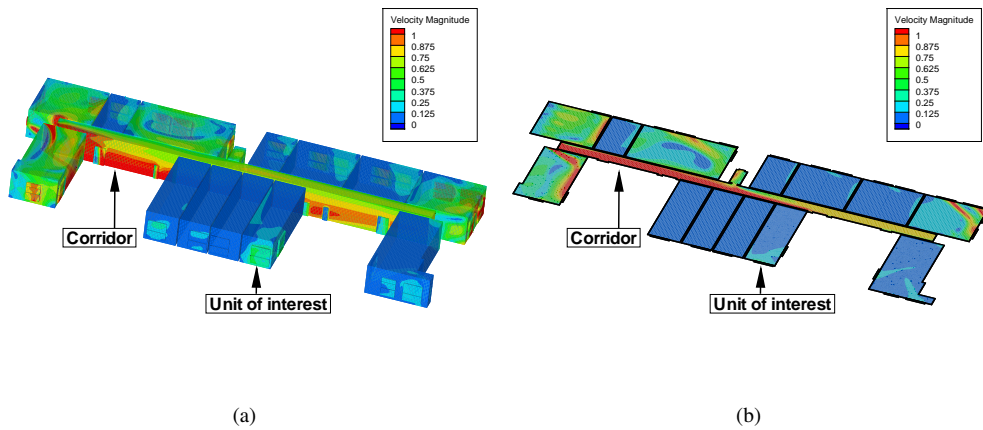 Velocity Magnitude
1
0.875
0.75
0.625
0.5
0.375
0.25
0.125
0
Corridor
Unit of interest
(a)
Velocity Magnitude
1
0.875
0.75
0.625
0.5
0.375
0.25
0.125
0
Corridor
Unit of interest
(b)